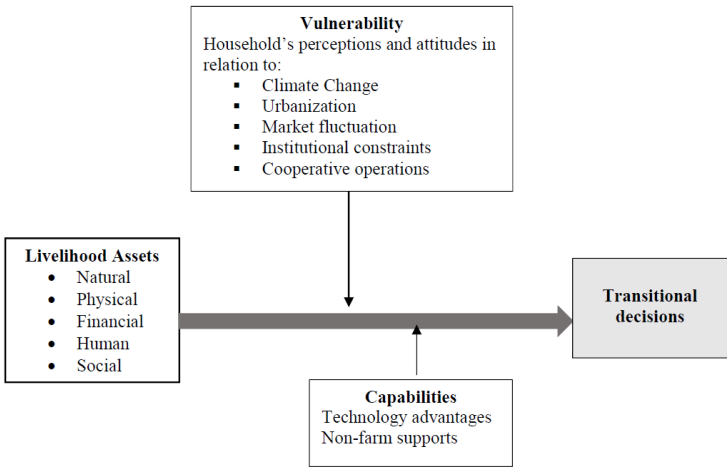 Vulnerability
Household's perceptions and attitudes in
relation to:
▪ Climate Change
▪ Urbanization
▪ Market fluctuation
▪ Institutional constraints
▪ Cooperative operations
Livelihood Assets
• Natural
• Physical
• Financial
• Human
• Social
Transitional
decisions
Capabilities
Technology advantages
Non-farm supports